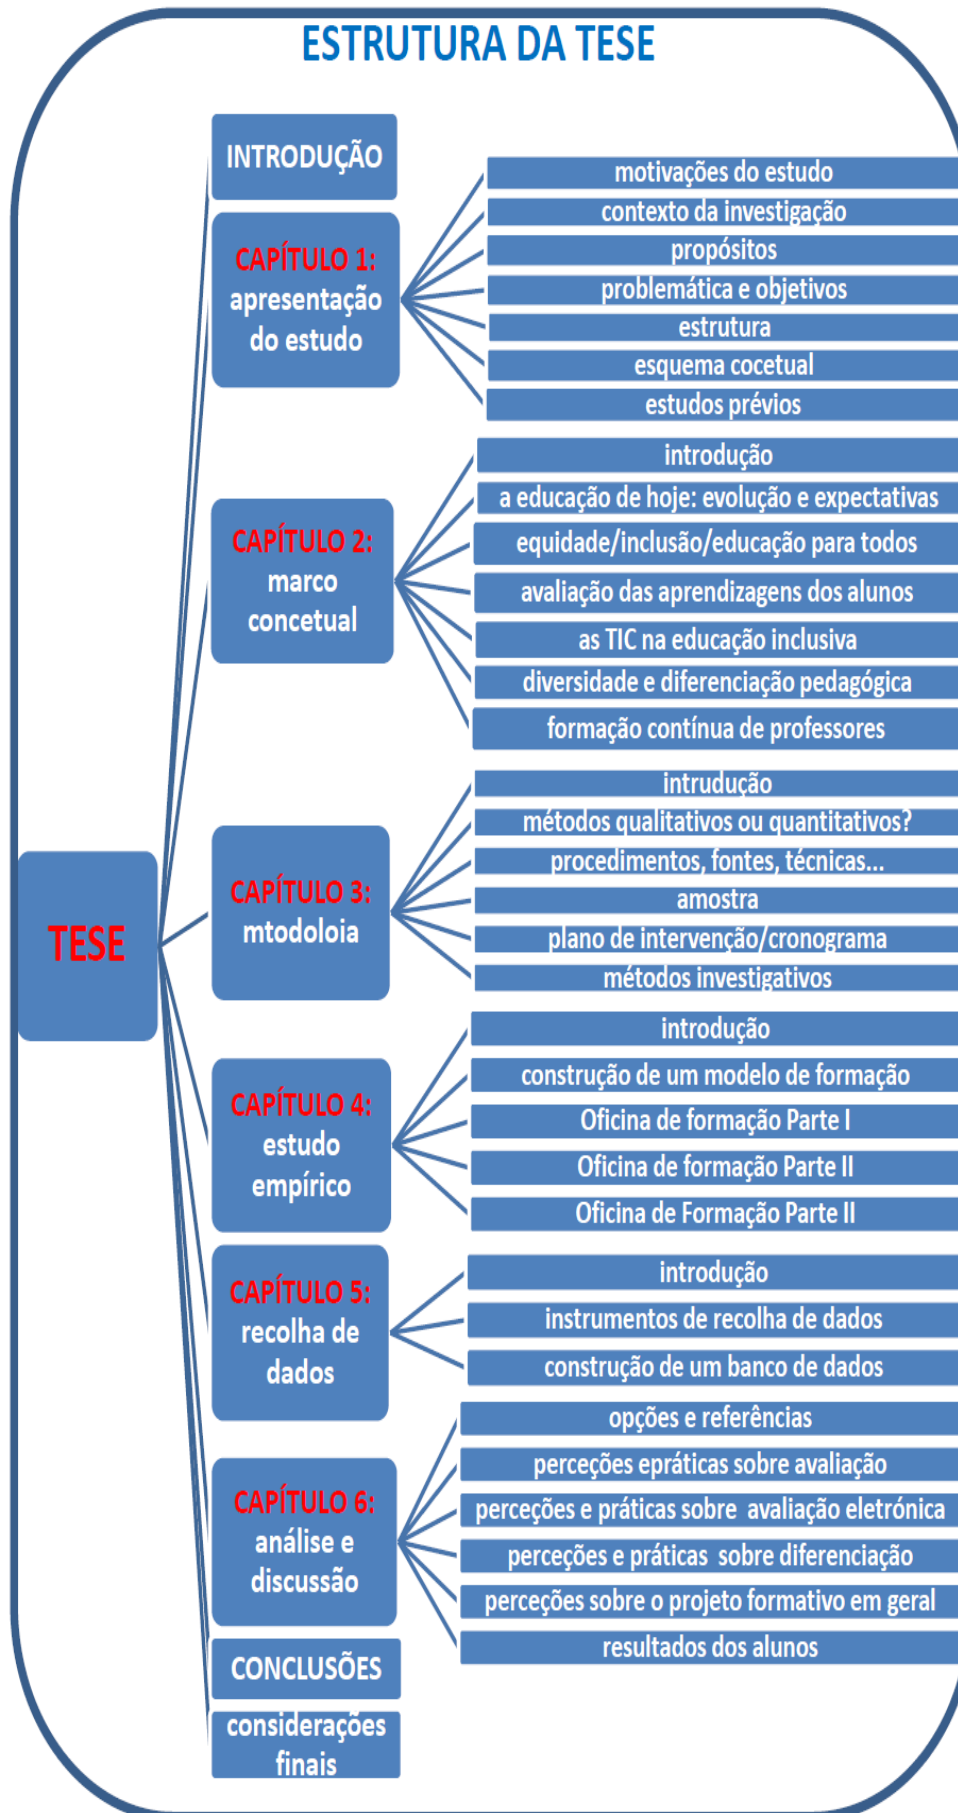 ESTRUTURA DA TESE
TESE
INTRODUÇÃO
CAPÍTULO 1:
apresentação
do estudo
motivações do estudo
contexto da investigação
propósitos
problemática e objetivos
estrutura
esquema cocetual
estudos prévios
CAPÍTULO 2:
marco
concetual
introdução
a educação de hoje: evolução e expectativas
equidade/inclusão/educação para todos
avaliação das aprendizagens dos alunos
as TIC na educação inclusiva
diversidade e diferenciação pedagógica
formação contínua de professores
CAPÍTULO 3:
mtodoloia
intrudução
métodos qualitativos ou quantitativos?
procedimentos, fontes, técnicas...
amostra
plano de intervenção/cronograma
métodos investigativos
CAPÍTULO 4:
estudo
empírico
introdução
construção de um modelo de formação
Oficina de formação Parte I
Oficina de formação Parte II
Oficina de Formação Parte II
CAPÍTULO 5:
recolha de
dados
introdução
instrumentos de recolha de dados
construção de um banco de dados
CAPÍTULO 6:
análise e
discussão
opções e referências
perceções epráticas sobre avaliação
perceções e práticas sobre avaliação eletrónica
perceções e práticas sobre diferenciação
perceções sobre o projeto formativo em geral
resultados dos alunos
CONCLUSÕES
considerações
finais